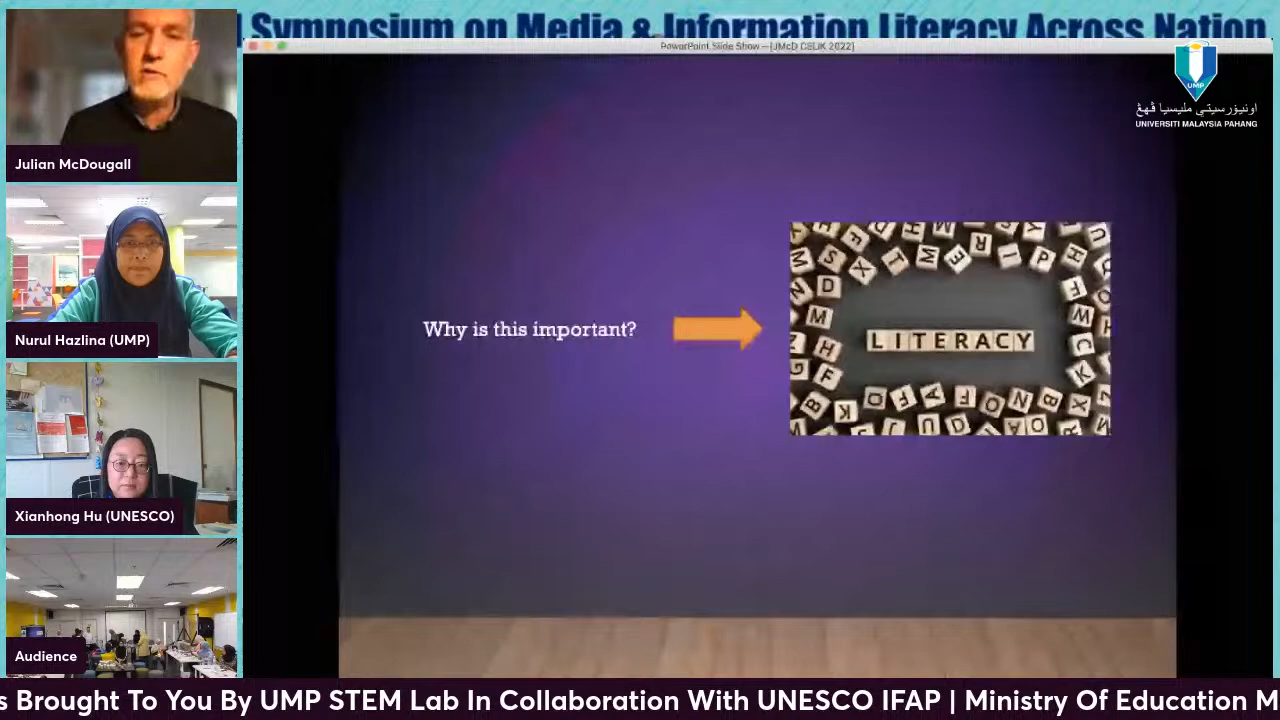 Symposium on Media & Information Literacy Across Nation
PowerPoint Slide Show – [JMcD CELIK 2022]
UMP
اونيۏرسيتي مليسيا ڤهڠ
UNIVERSITI MALAYSIA PAHANG
Julian McDougall
Nurul Hazlina (UMP)
Xianhong Hu (UNESCO)
Audience
Why is this important?
LITERACY
s Brought To You By UMP STEM Lab In Collaboration With UNESCO IFAP | Ministry Of Education M